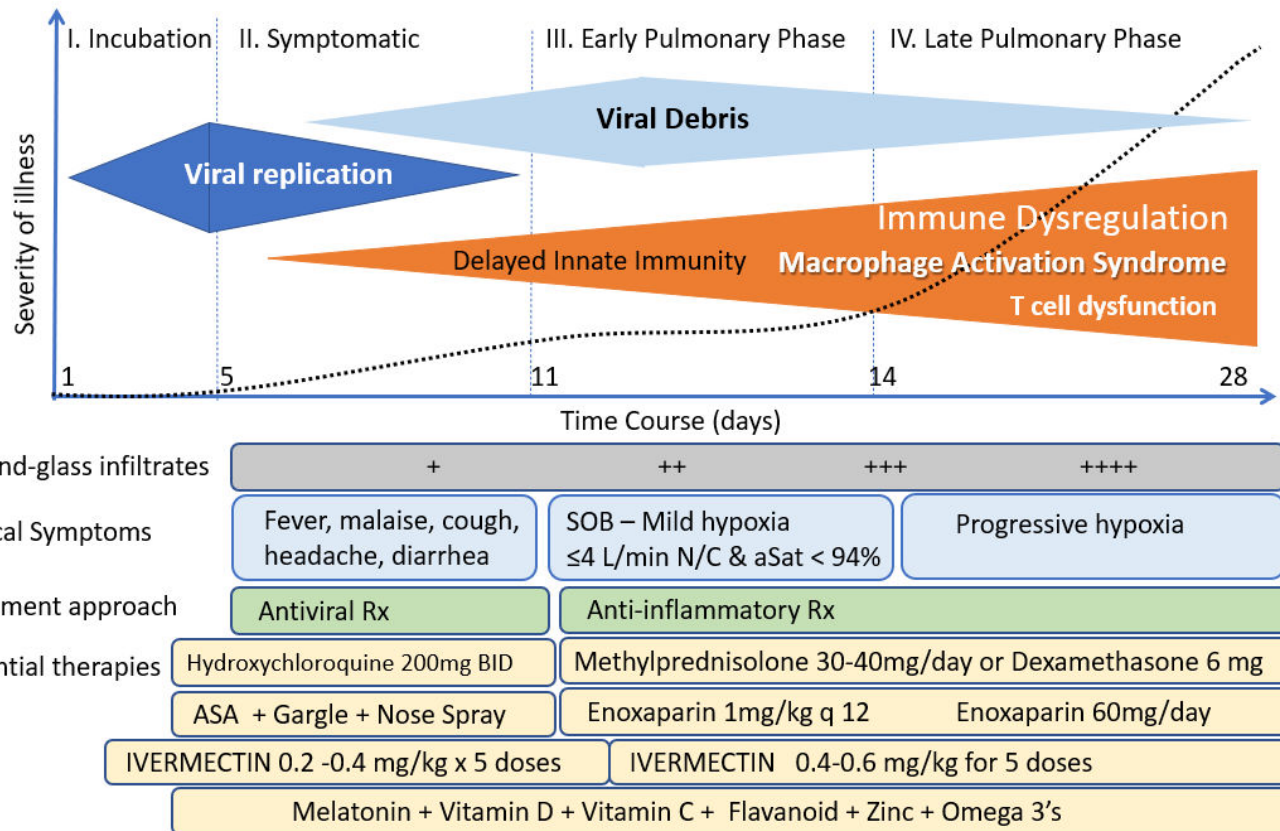 I. Incubation
II. Symptomatic
III. Early Pulmonary Phase
IV. Late Pulmonary Phase
Severity of illness
Viral Debris
Viral replication
Immune Dysregulation
Delayed Innate Immunity
Macrophage Activation Syndrome
T cell dysfunction
1
5
11
14
28
Time Course (days)
nd-glass infiltrates
+
++
+++
++++
cal Symptoms
Fever, malaise, cough,
headache, diarrhea
SOB – Mild hypoxia
≤4 L/min N/C & aSat < 94%
Progressive hypoxia
ment approach
Antiviral Rx
Anti-inflammatory Rx
ntial therapies
Hydroxychloroquine 200mg BID
Methylprednisolone 30-40mg/day or Dexamethasone 6 mg
ASA + Gargle + Nose Spray
Enoxaparin 1mg/kg q 12
Enoxaparin 60mg/day
IVERMECTIN 0.2 -0.4 mg/kg x 5 doses
IVERMECTIN 0.4-0.6 mg/kg for 5 doses
Melatonin + Vitamin D + Vitamin C + Flavanoid + Zinc + Omega 3's